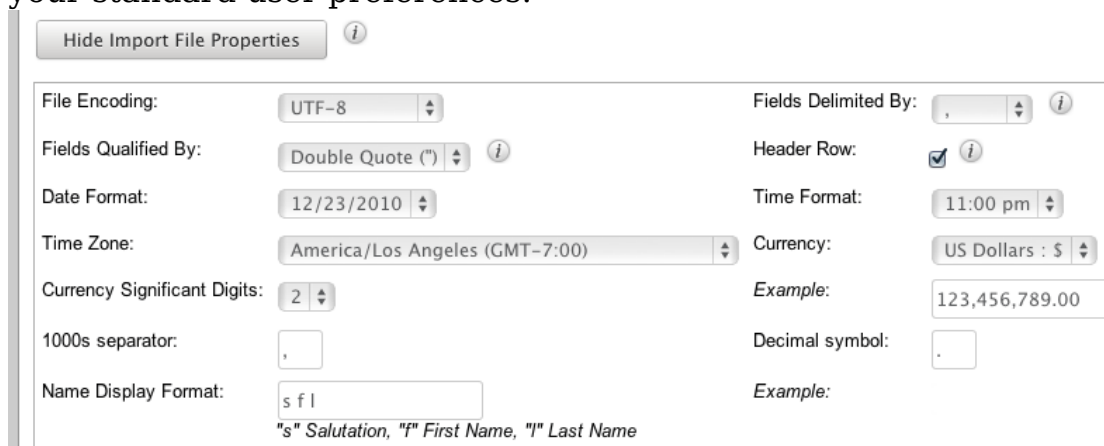 your standard user preferences.
Hide Import File Properties i
File Encoding: UTF-8 Fields Delimited By: , i
Fields Qualified By: Double Quote (") i Header Row: i
Date Format: 12/23/2010 Time Format: 11:00 pm
Time Zone: America/Los Angeles (GMT-7:00) Currency: US Dollars : $
Currency Significant Digits: 2 Example: 123,456,789.00
1000s separator: , Decimal symbol: .
Name Display Format: s f l Example:
"s" Salutation, "f" First Name, "l" Last Name